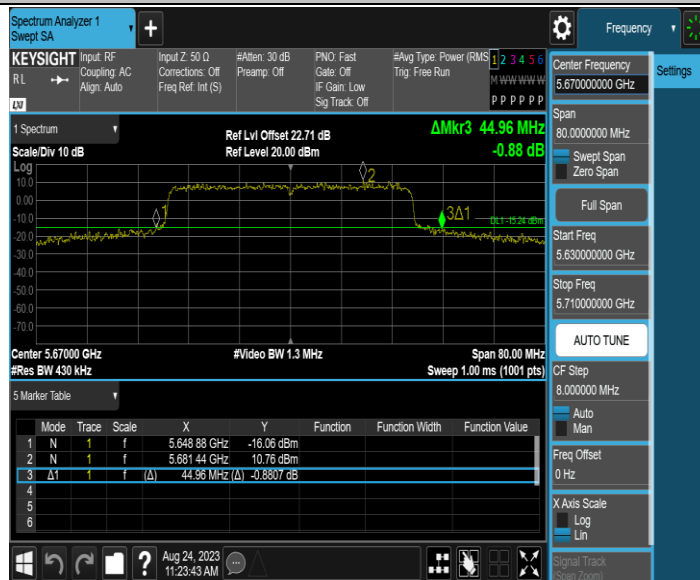 Spectrum Analyzer 1
Swept SA
+
Frequency
KEYSIGHT
RL
LXI
Input: RF
Coupling: AC
Align: Auto
Input Z: 50 Ω
Corrections: Off
Freq Ref: Int (S)
#Atten: 30 dB
Preamp: Off
PNO: Fast
Gate: Off
IF Gain: Low
Sig Track: Off
#Avg Type: Power (RMS
Trig: Free Run
1 2 3 4 5 6
M W W W W W
P P P P P P
1 Spectrum
Scale/Div 10 dB
Ref Lvl Offset 22.71 dB
Ref Level 20.00 dBm
ΔMkr3 44.96 MHz
-0.88 dB
Log
10.0
0.00
-10.0
-20.0
-30.0
-40.0
-50.0
-60.0
-70.0
1
2
3Δ1
DL1 -15.24 dBm
Center 5.67000 GHz
#Video BW 1.3 MHz
Span 80.00 MHz
#Res BW 430 kHz
Sweep 1.00 ms (1001 pts)
5 Marker Table
Mode Trace Scale X Y Function Function Width Function Value
1 N 1 f 5.648 88 GHz -16.06 dBm
2 N 1 f 5.681 44 GHz 10.76 dBm
3 Δ1 1 f (Δ) 44.96 MHz (Δ) -0.8807 dB
4
5
6
?
Aug 24, 2023
11:23:43 AM
Center Frequency
5.670000000 GHz
Settings
Span
80.0000000 MHz
Swept Span
Zero Span
Full Span
Start Freq
5.630000000 GHz
Stop Freq
5.710000000 GHz
AUTO TUNE
CF Step
8.000000 MHz
Auto
Man
Freq Offset
0 Hz
X Axis Scale
Log
Lin
Signal Track
(Span Zoom)